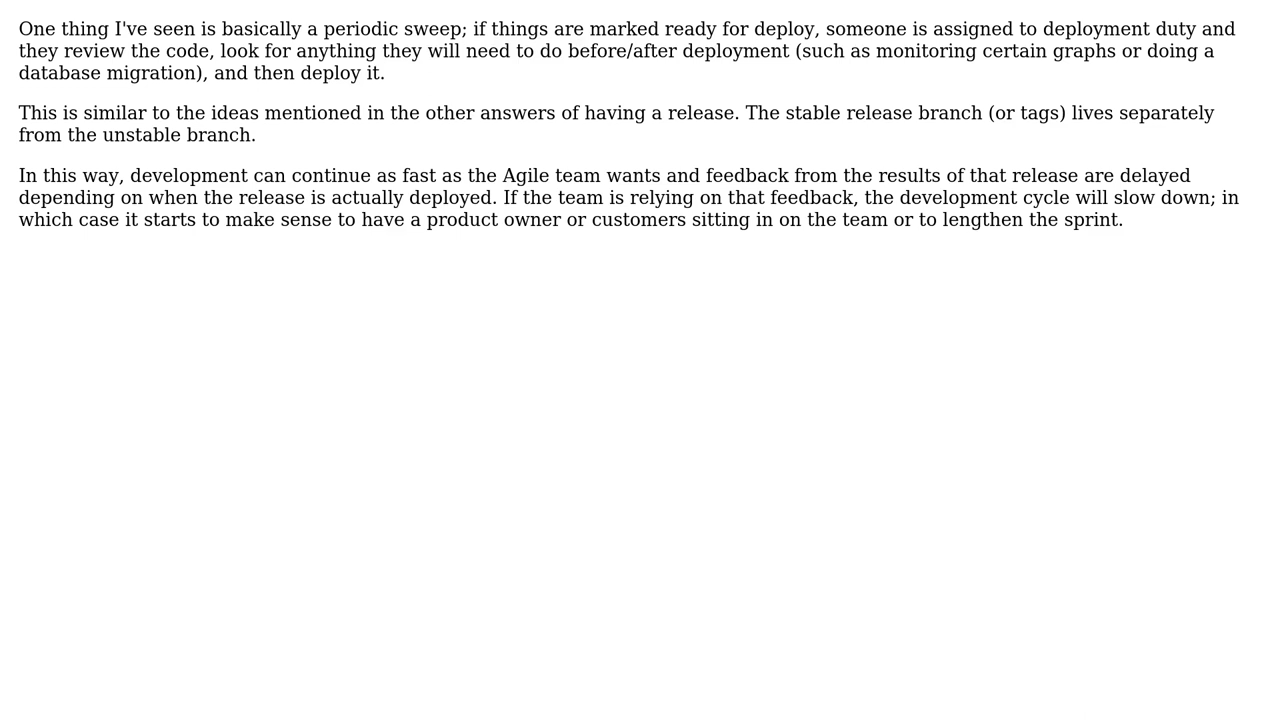 One thing I've seen is basically a periodic sweep; if things are marked ready for deploy, someone is assigned to deployment duty and
they review the code, look for anything they will need to do before/after deployment (such as monitoring certain graphs or doing a
database migration), and then deploy it.
This is similar to the ideas mentioned in the other answers of having a release. The stable release branch (or tags) lives separately
from the unstable branch.
In this way, development can continue as fast as the Agile team wants and feedback from the results of that release are delayed
depending on when the release is actually deployed. If the team is relying on that feedback, the development cycle will slow down; in
which case it starts to make sense to have a product owner or customers sitting in on the team or to lengthen the sprint.